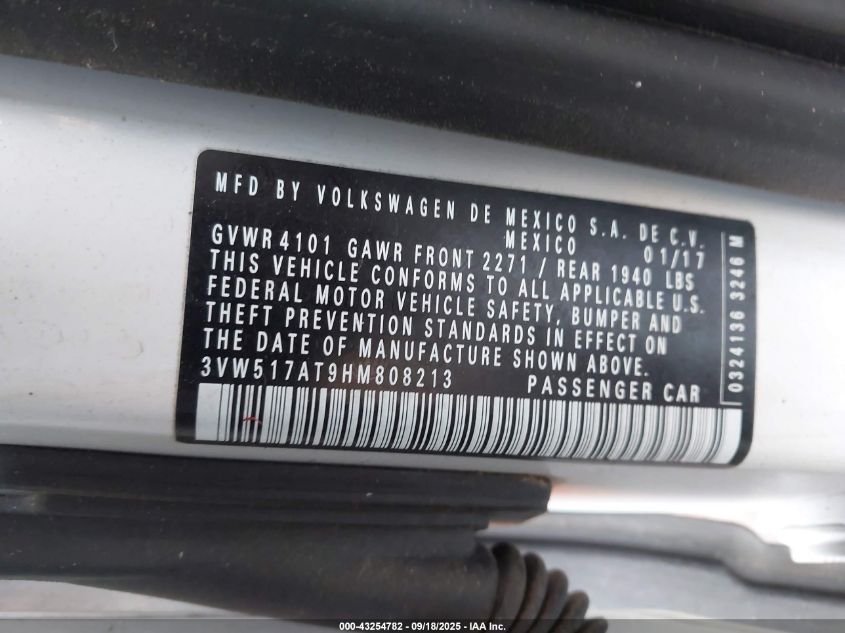 MFD BY VOLKSWAGEN DE MEXICO S.A. DE C.V.
MEXICO 01/17
GVWR 4101 GAWR FRONT 2271 / REAR 1940 LBS
THIS VEHICLE CONFORMS TO ALL APPLICABLE U.S.
FEDERAL MOTOR VEHICLE SAFETY, BUMPER AND
THEFT PREVENTION STANDARDS IN EFFECT ON
THE DATE OF MANUFACTURE SHOWN ABOVE.
3VW517AT9HM808213 PASSENGER CAR
0324136 3246 M
000-43254782 - 09/18/2025 - IAA Inc.